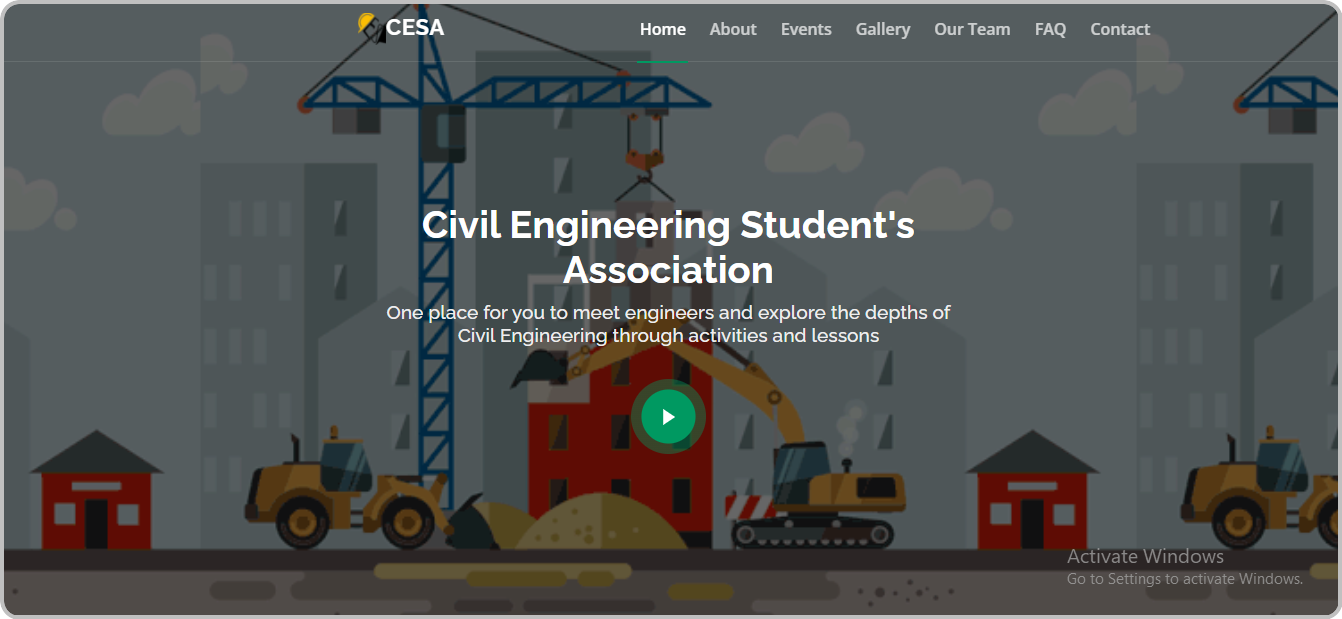 CESA
Home About Events Gallery Our Team FAQ Contact
Civil Engineering Student's
Association
One place for you to meet engineers and explore the depths of
Civil Engineering through activities and lessons
Activate Windows
Go to Settings to activate Windows.